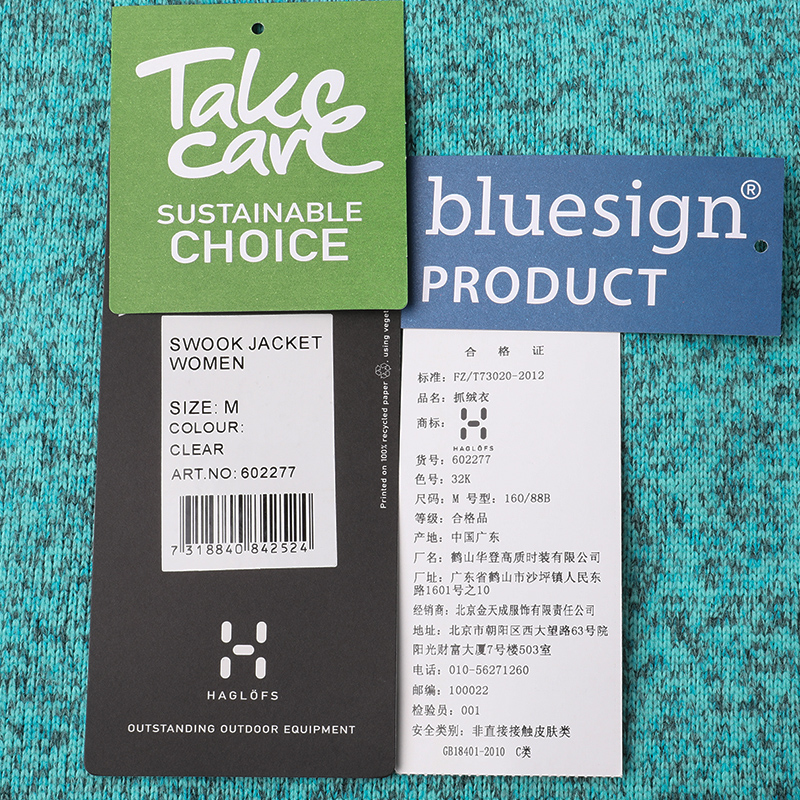 Take
care
SUSTAINABLE
CHOICE
bluesign®
PRODUCT
SWOOK JACKET
WOMEN
SIZE: M
COLOUR:
CLEAR
ART.NO: 602277
7 318840 842524
Printed on 100% recycled paper , using veget
HAGLÖFS
OUTSTANDING OUTDOOR EQUIPMENT
合 格 证
标准: FZ/T73020-2012
品名: 抓绒衣
商标:
HAGLÖFS
货号: 602277
色号: 32K
尺码: M 号型: 160/88B
等级: 合格品
产地: 中国广东
厂名: 鹤山华登高质时装有限公司
厂址: 广东省鹤山市沙坪镇人民东
路1601号之10
经销商: 北京金天成服饰有限责任公司
地址: 北京市朝阳区西大望路63号院
阳光财富大厦7号楼503室
电话: 010-56271260
邮编: 100022
检验员: 001
安全类别: 非直接接触皮肤类
GB18401-2010 C类